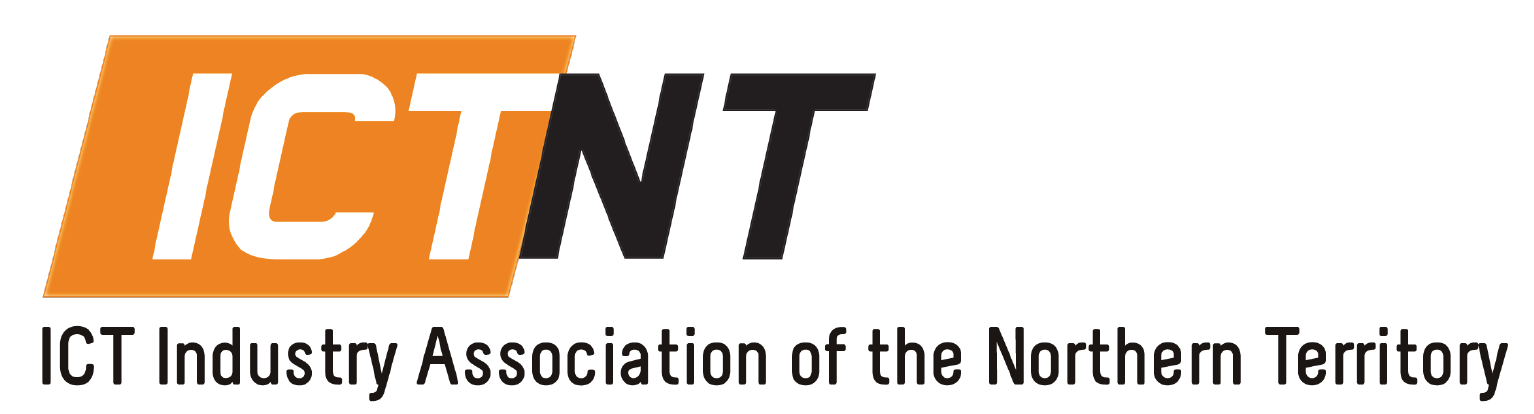 ICTNT
ICT Industry Association of the Northern Territory